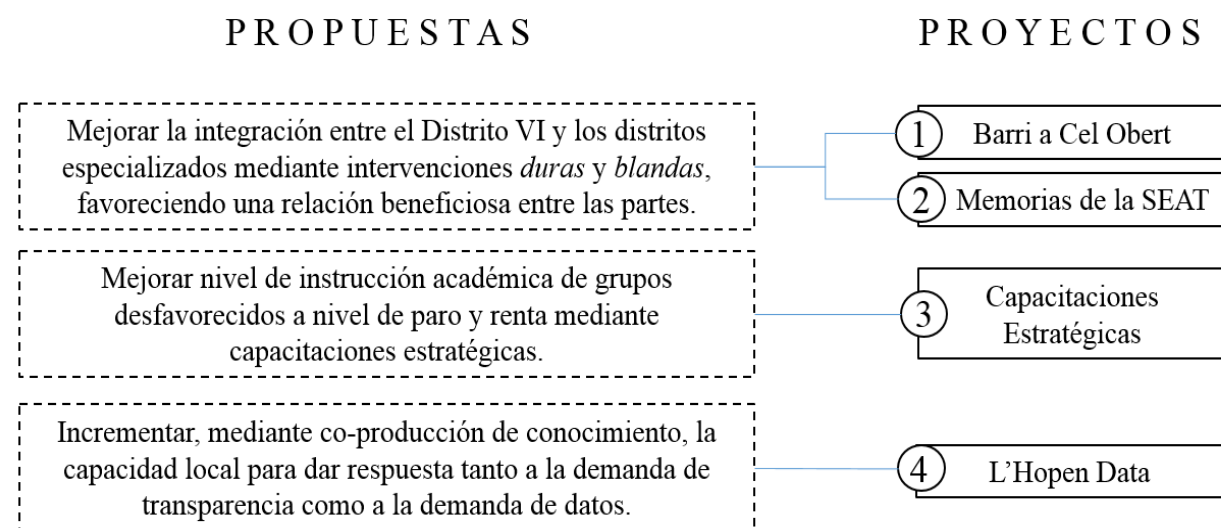 PROPUESTAS
PROYECTOS
Mejorar la integración entre el Distrito VI y los distritos
especializados mediante intervenciones duras y blandas,
favoreciendo una relación beneficiosa entre las partes.
1 Barri a Cel Obert
2 Memorias de la SEAT
Mejorar nivel de instrucción académica de grupos
desfavorecidos a nivel de paro y renta mediante
capacitaciones estratégicas.
3 Capacitaciones
Estratégicas
Incrementar, mediante co-producción de conocimiento, la
capacidad local para dar respuesta tanto a la demanda de
transparencia como a la demanda de datos.
4 L’Hopen Data